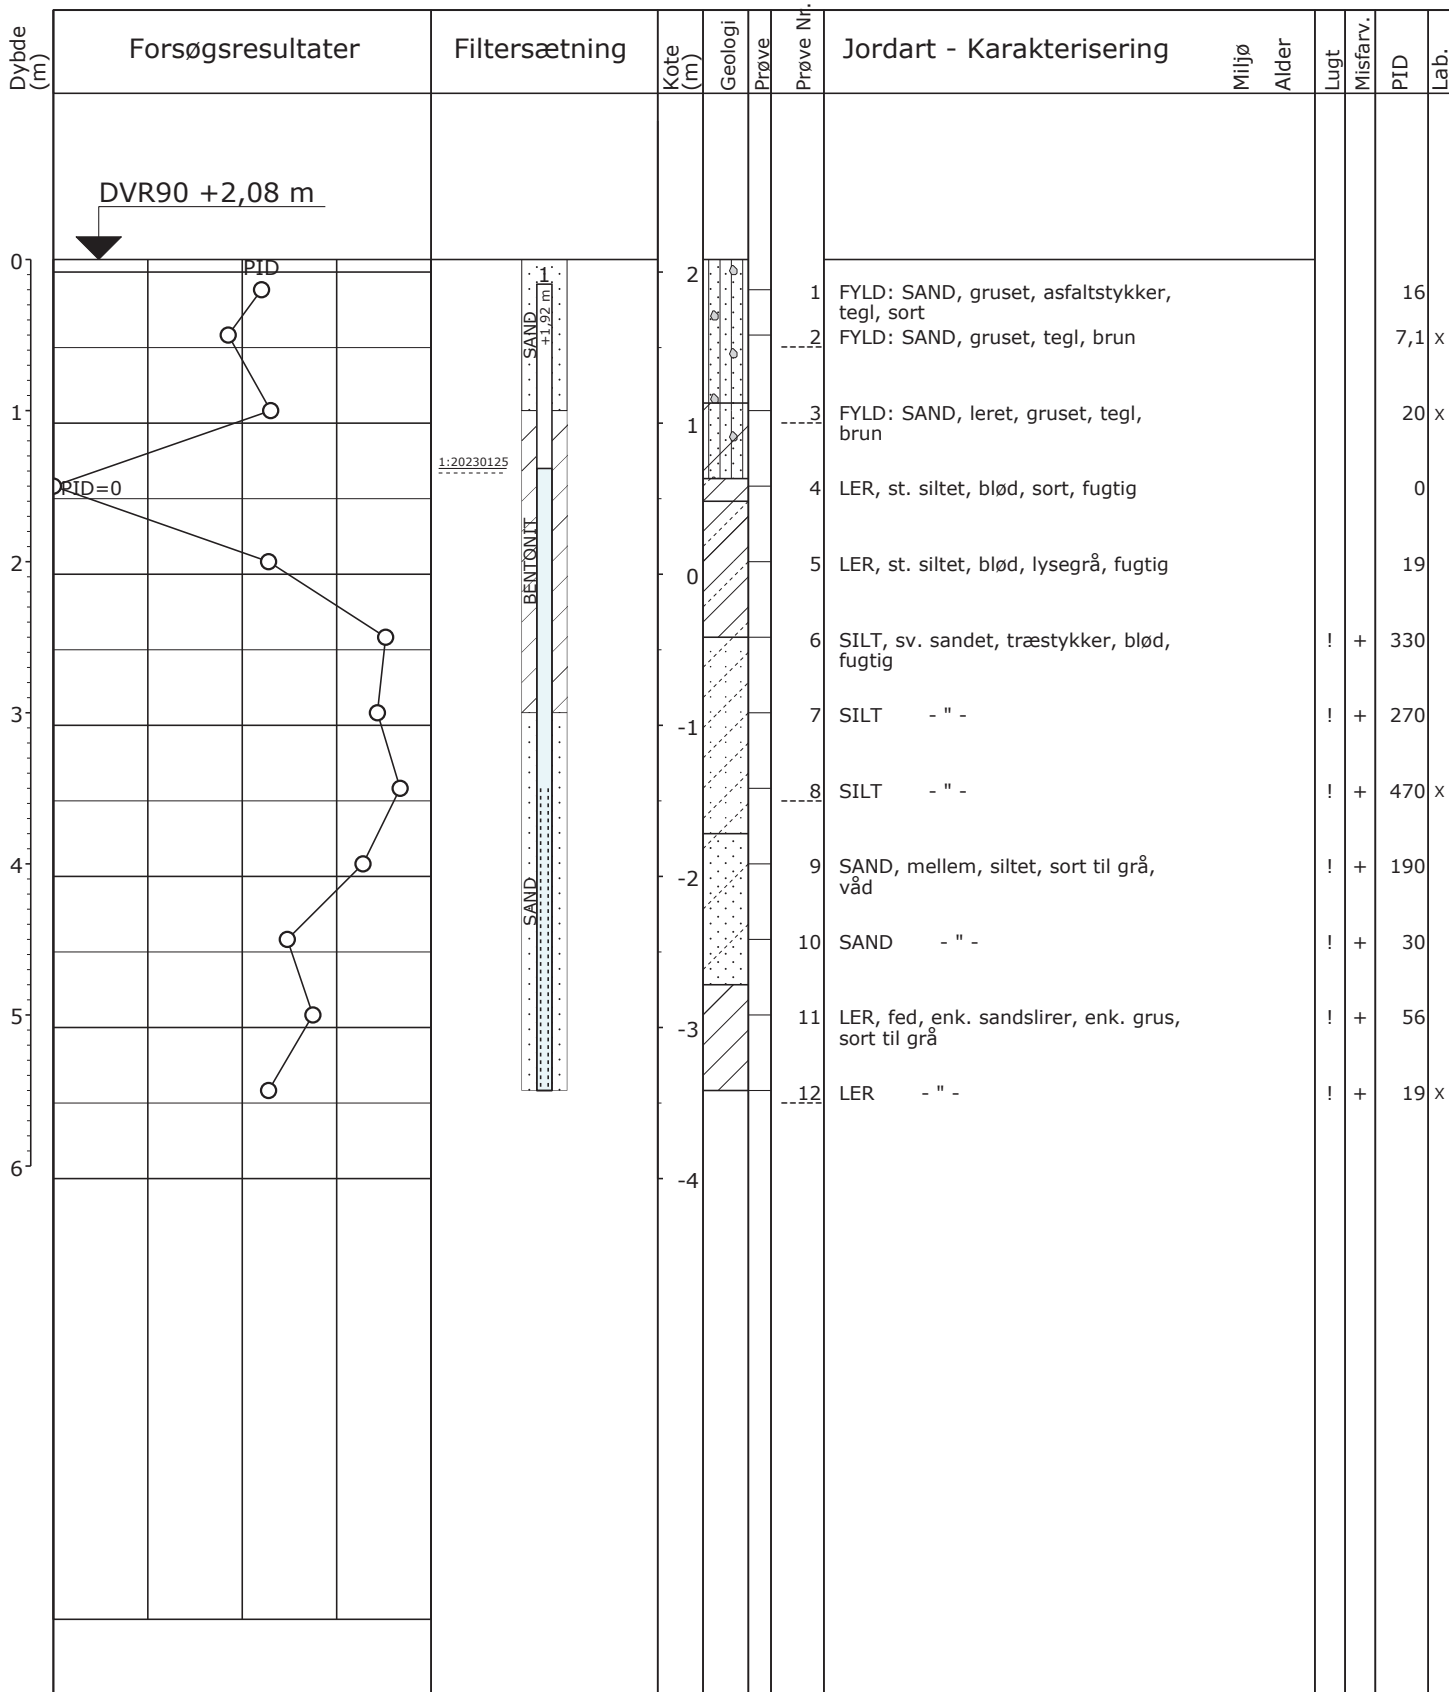 Dybde (m)
Forsøgsresultater
Filtersætning
Kote (m)
Geologi
Prøve
Prøve Nr.
Jordart - Karakterisering
Miljø
Alder
Lugt
Misfarv.
PID
Lab.
DVR90 +2,08 m
0
PID
1
2
+1,92 m
SAND
1 FYLD: SAND, gruset, asfaltstykker, 16
tegl, sort
2 FYLD: SAND, gruset, tegl, brun 7,1 x
1
1
3 FYLD: SAND, leret, gruset, tegl, 20 x
brun
1:20230125
PID=0
4 LER, st. siltet, blød, sort, fugtig 0
BENTONIT
2
0
5 LER, st. siltet, blød, lysegrå, fugtig 19
6 SILT, sv. sandet, træstykker, blød, ! + 330
fugtig
3
-1
7 SILT - " - ! + 270
8 SILT - " - ! + 470 x
4
-2
SAND
9 SAND, mellem, siltet, sort til grå, ! + 190
våd
10 SAND - " - ! + 30
5
-3
11 LER, fed, enk. sandslirer, enk. grus, ! + 56
sort til grå
12 LER - " - ! + 19 x
6
-4